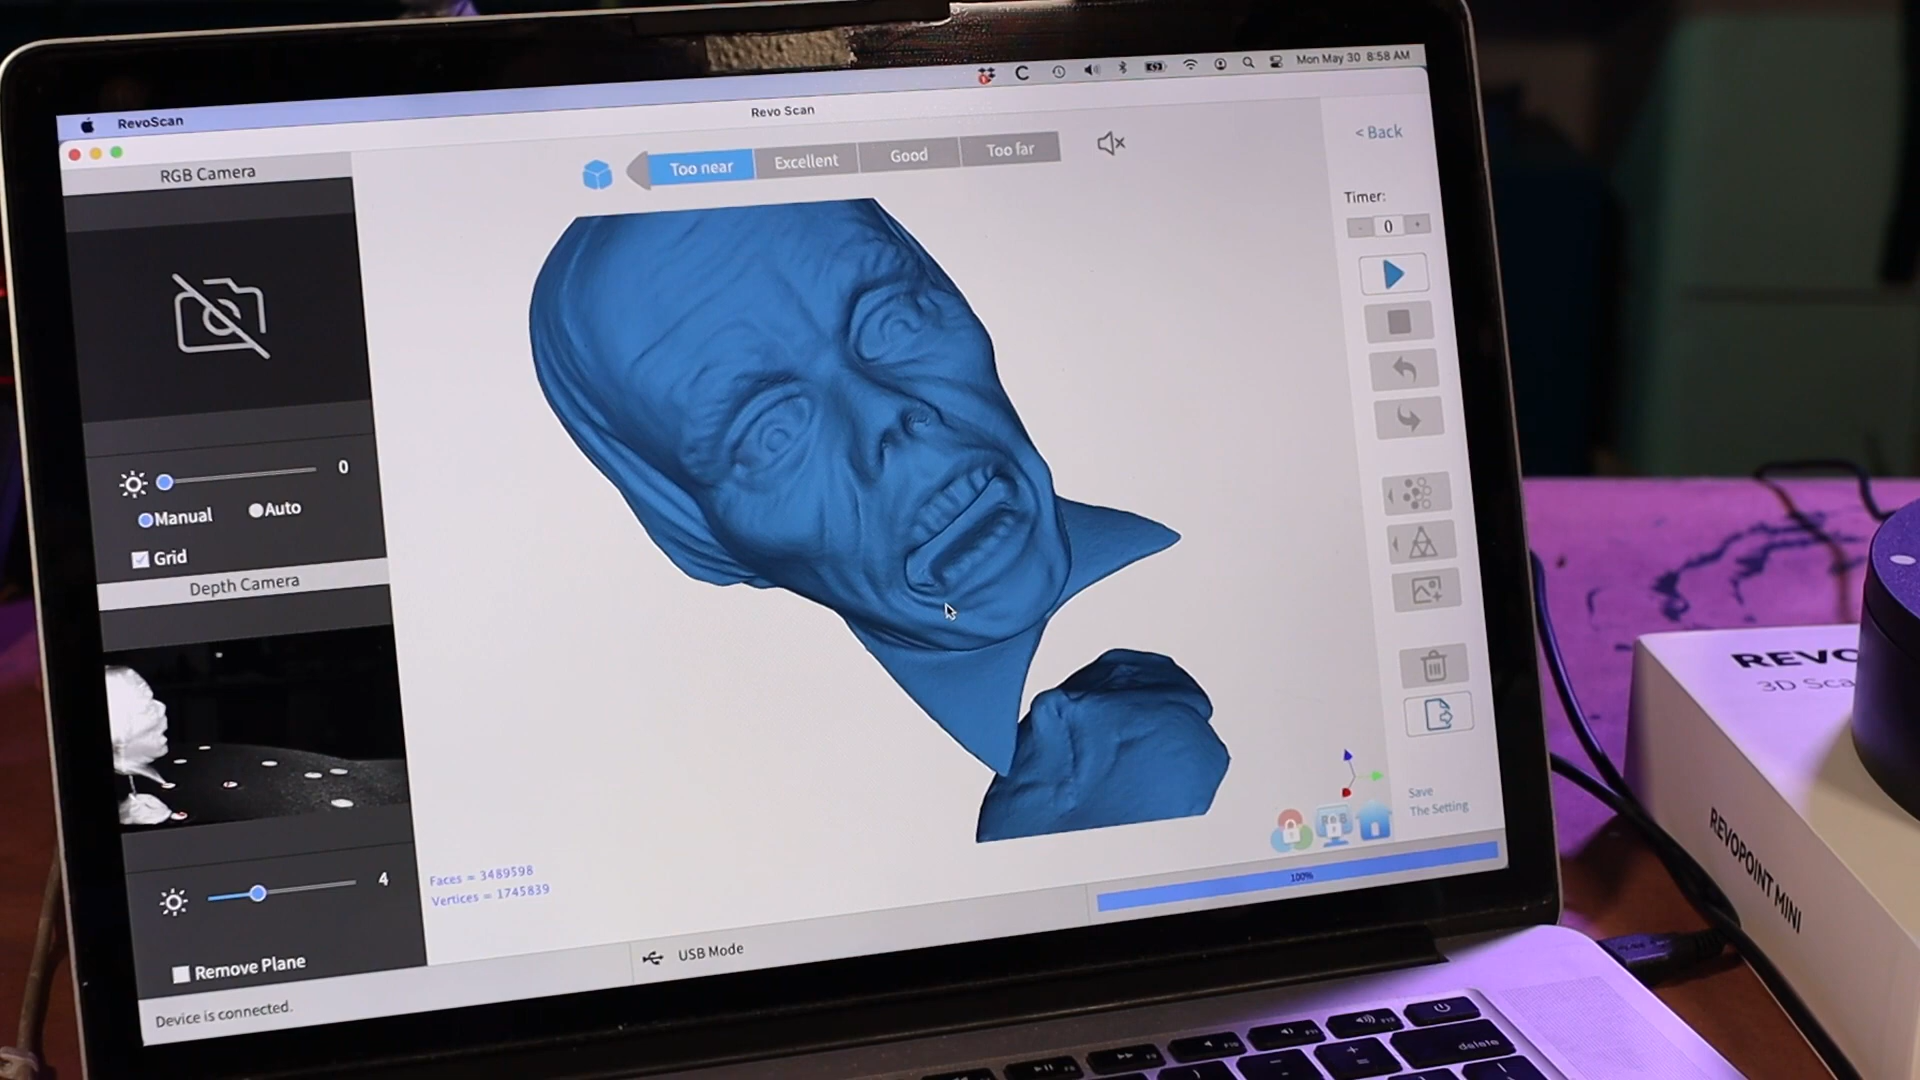 RevoScan
Mon May 30 8:58 AM
Revo Scan
RGB Camera
Too near
Excellent
Good
Too far
< Back
Timer:
- 0 +
0
Manual
Auto
Grid
Depth Camera
4
Remove Plane
Faces = 3489598
Vertices = 1745839
Save
The Setting
100%
USB Mode
Device is connected.
REVO
3D Sca
REVOPOINT MINI
delete